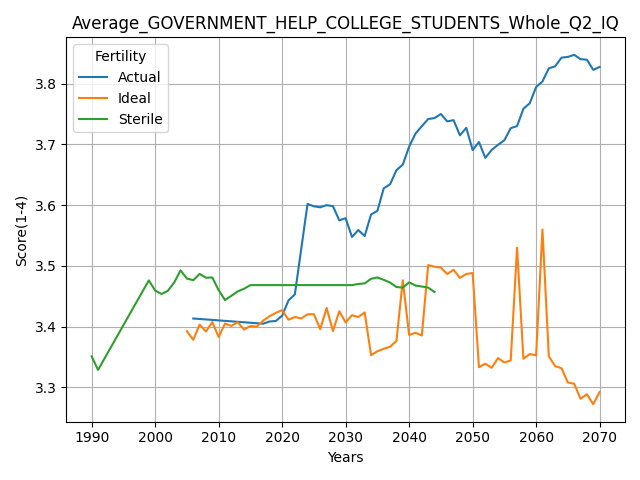 Average_GOVERNMENT_HELP_COLLEGE_STUDENTS_Whole_Q2_IQ
Fertility
Actual
Ideal
Sterile
Score(1-4)
3.8
3.7
3.6
3.5
3.4
3.3
1990 2000 2010 2020 2030 2040 2050 2060 2070
Years